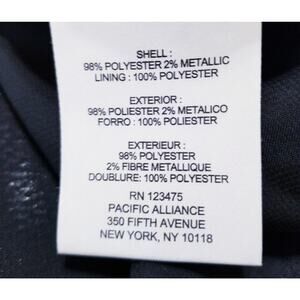 SHELL :
98% POLYESTER 2% METALLIC
LINING : 100% POLYESTER
EXTERIOR :
98% POLIESTER 2% METALICO
FORRO : 100% POLIESTER
EXTERIEUR :
98% POLYESTER
2% FIBRE METALLIQUE
DOUBLURE: 100% POLYESTER
RN 123475
PACIFIC ALLIANCE
350 FIFTH AVENUE
NEW YORK, NY 10118